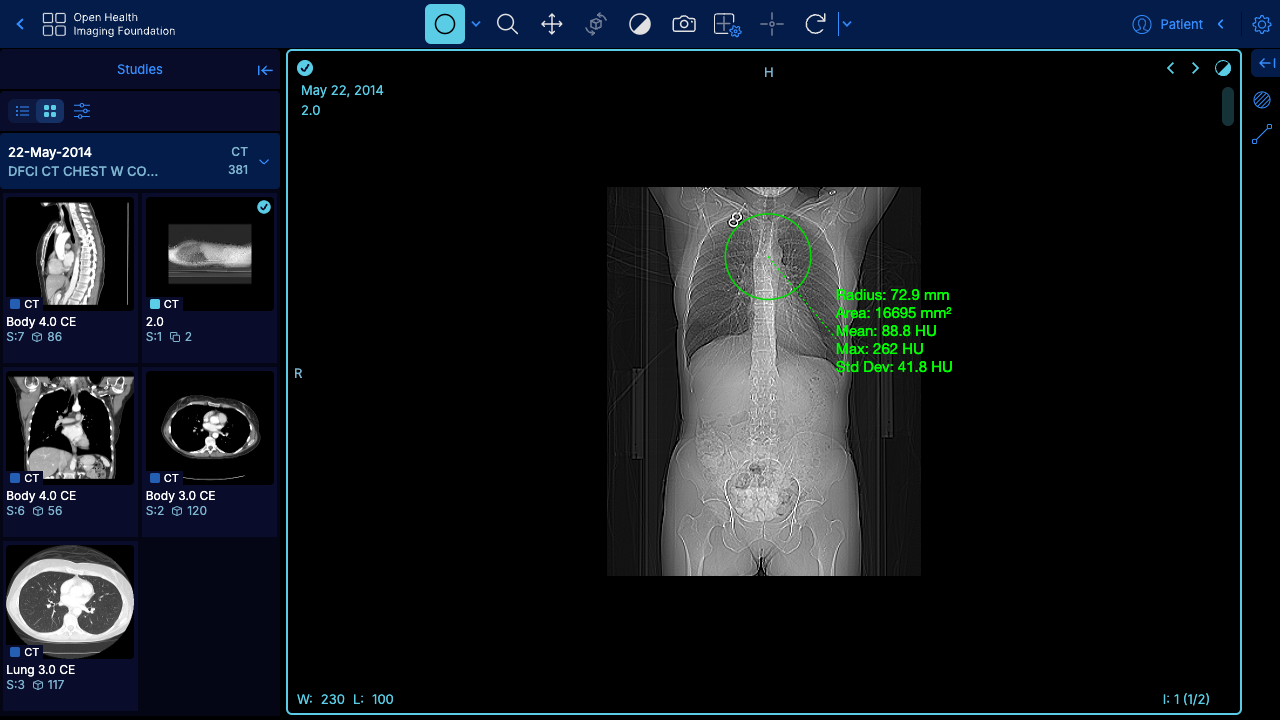 Open Health
Imaging Foundation
Patient
Studies
22-May-2014
CT
DFCI CT CHEST W CO...
381
CT
Body 4.0 CE
S:7 86
CT
2.0
S:1 2
CT
Body 4.0 CE
S:6 56
CT
Body 3.0 CE
S:2 120
CT
Lung 3.0 CE
S:3 117
May 22, 2014
2.0
H
R
Radius: 72.9 mm
Area: 16695 mm²
Mean: 88.8 HU
Max: 262 HU
Std Dev: 41.8 HU
W: 230 L: 100
I: 1 (1/2)